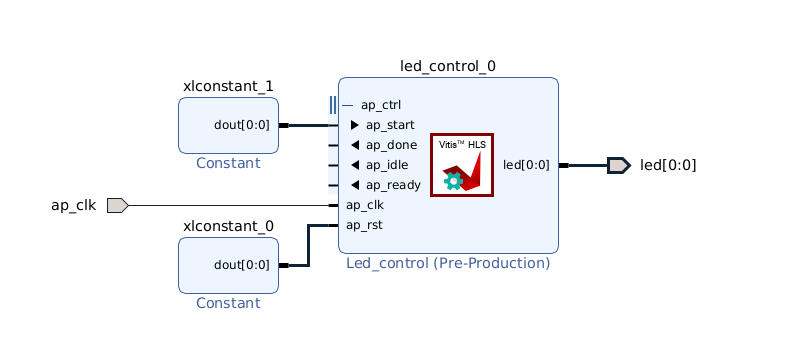 led_control_0
xlconstant_1
ap_ctrl
dout[0:0]
ap_start
Vitis™ HLS
ap_done
Constant
ap_idle
led[0:0]
led[0:0]
ap_ready
ap_clk
ap_clk
xlconstant_0
ap_rst
dout[0:0]
Led_control (Pre-Production)
Constant